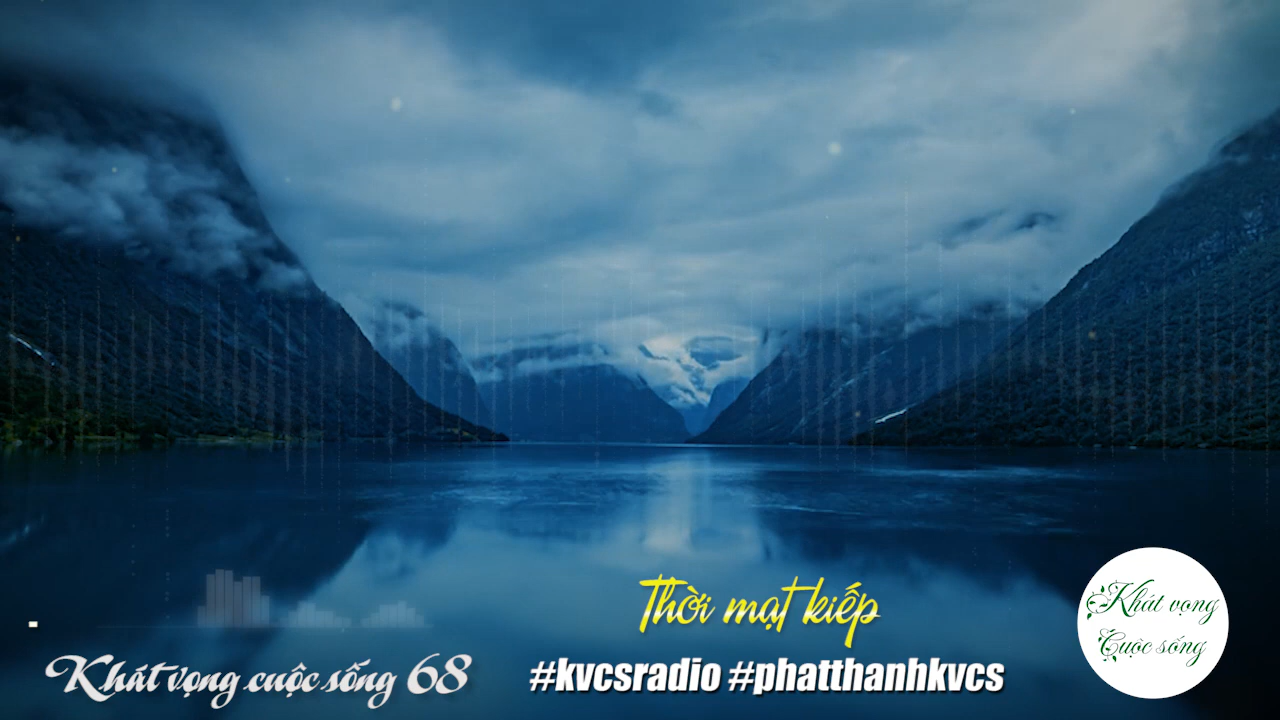 Thời mạt kiếp
Khát vọng cuộc sống 68
#kvcsradio #phatthanhkvcs
Khát vọng
Cuộc sống